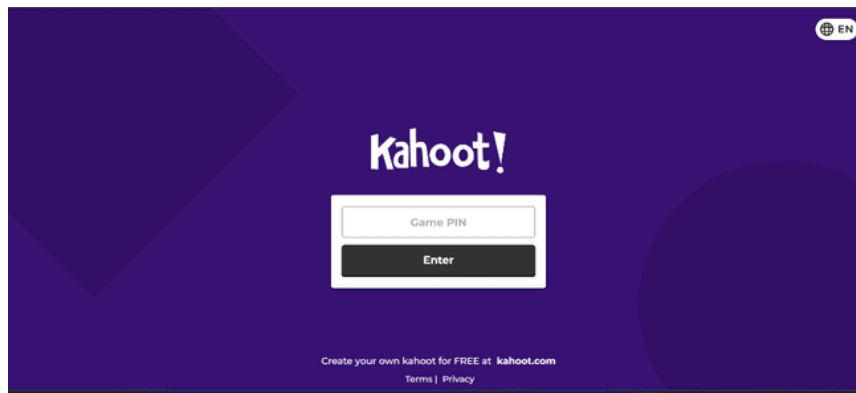 EN
Kahoot!
Game PIN
Enter
Create your own kahoot for FREE at kahoot.com
Terms | Privacy